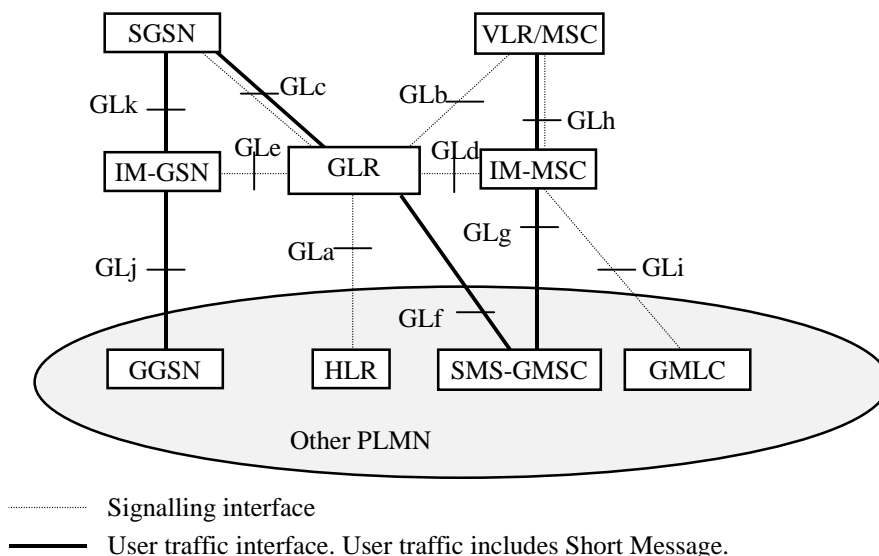 SGSN
VLR/MSC
GLc
GLb
GLk
GLh
GLe
GLd
IM-GSN
GLR
IM-MSC
GLa
GLg
GLj
GLi
GLf
GGSN
HLR
SMS-GMSC
GMLC
Other PLMN
Signalling interface
User traffic interface. User traffic includes Short Message.